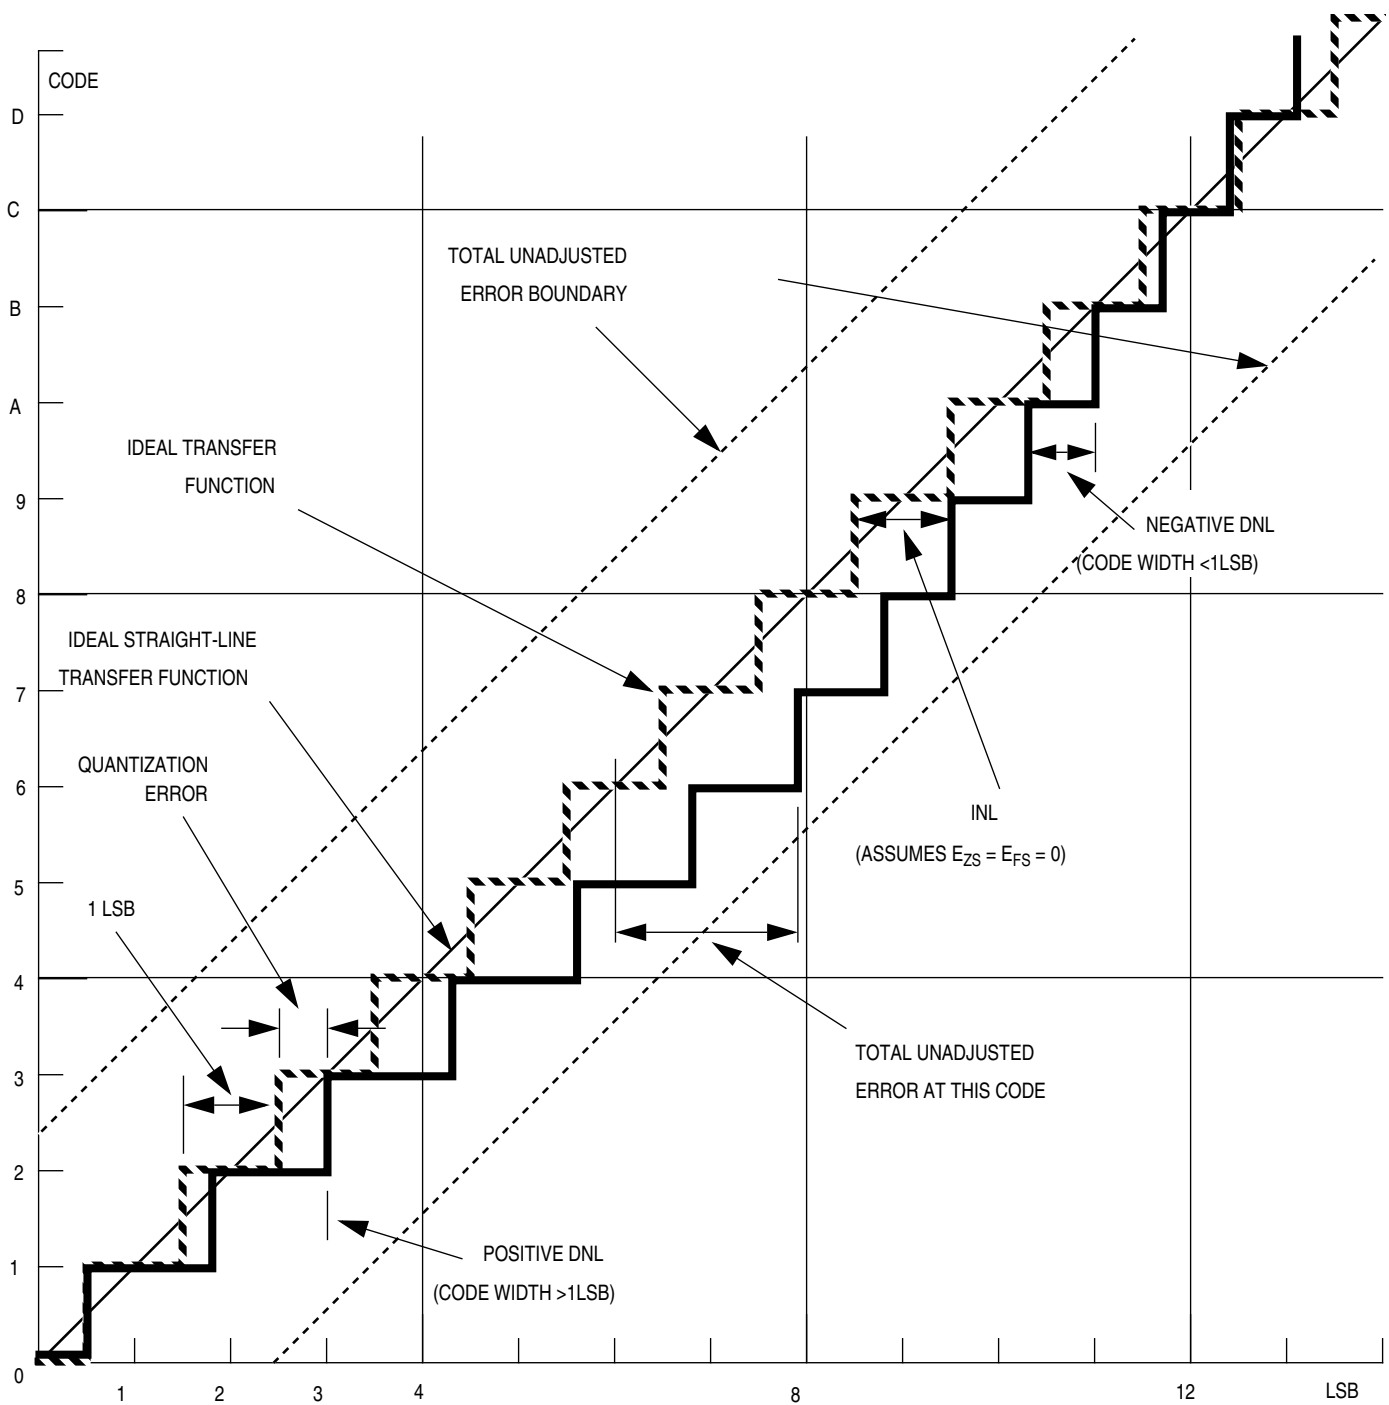 CODE
D
C
TOTAL UNADJUSTED
ERROR BOUNDARY
B
A
IDEAL TRANSFER
FUNCTION
9
NEGATIVE DNL
(CODE WIDTH <1LSB)
8
IDEAL STRAIGHT-LINE
TRANSFER FUNCTION
7
QUANTIZATION
ERROR
6
INL
(ASSUMES EZS = EFS = 0)
5
1 LSB
4
TOTAL UNADJUSTED
ERROR AT THIS CODE
3
2
POSITIVE DNL
(CODE WIDTH >1LSB)
1
0
1 2 3 4 8 12 LSB